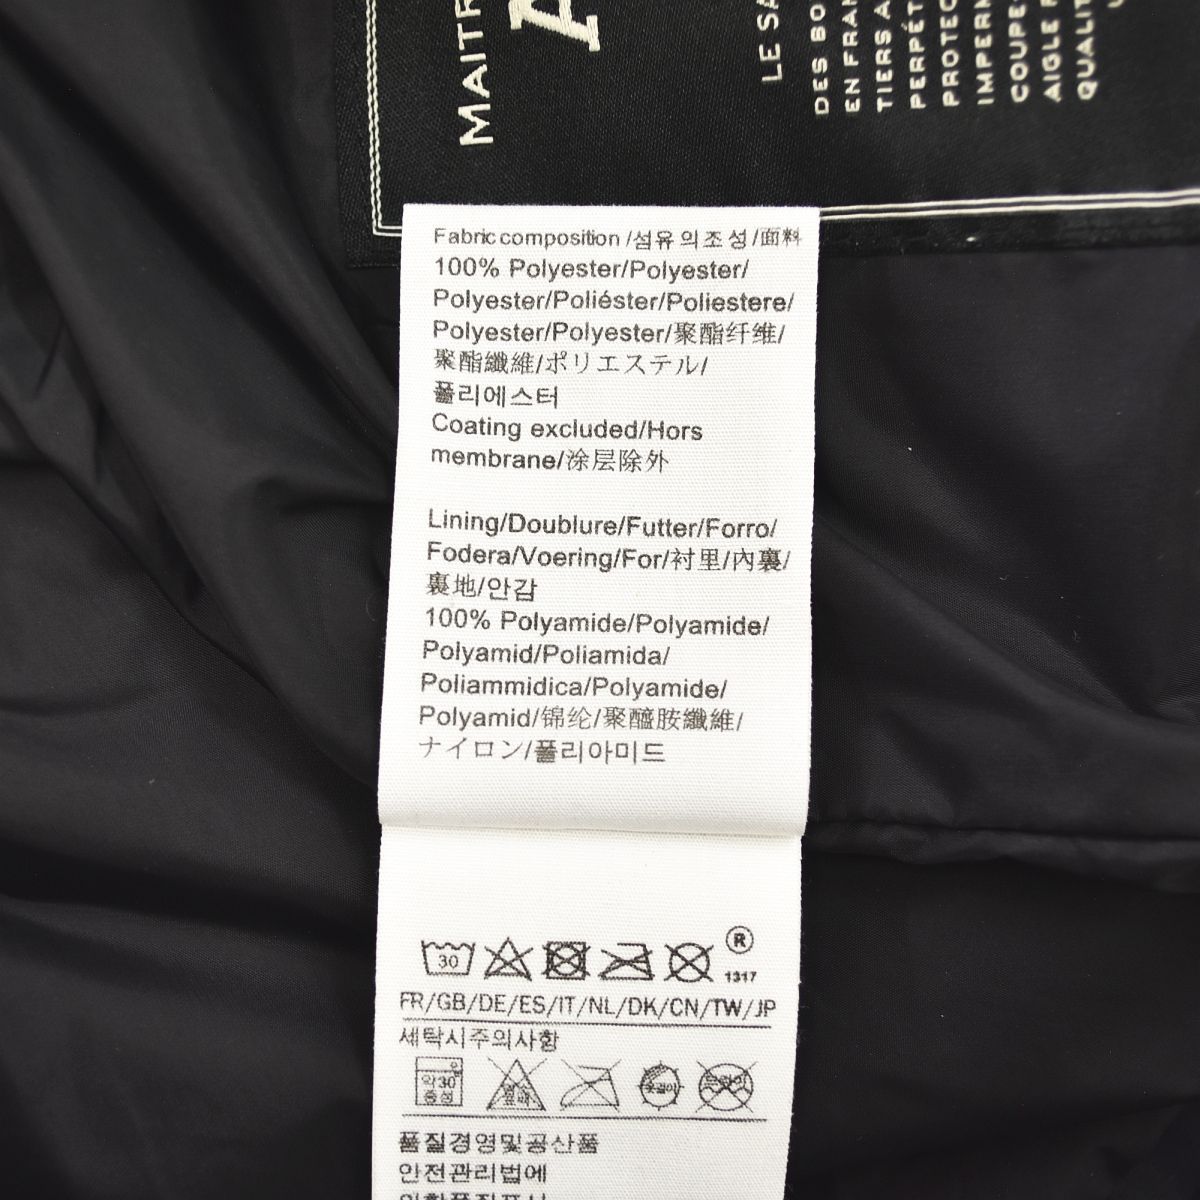 MAITR
A
LE SA
DES BO
EN FRAN
TIERS A
PERPÉT
PROTEC
IMPERM
COUPE-
AIGLE
QUALIT
Fabric composition /섬유의조성/面料
100% Polyester/Polyester/
Polyester/Poliéster/Poliestere/
Polyester/Polyester/聚酯纤维/
聚酯纖維/ポリエステル/
폴리에스터
Coating excluded/Hors
membrane/涂层除外
Lining/Doublure/Futter/Forro/
Fodera/Voering/For/衬里/內裏/
裏地/안감
100% Polyamide/Polyamide/
Polyamid/Poliamida/
Poliammidica/Polyamide/
Polyamid/锦纶/聚醯胺纖維/
ナイロン/폴리아미드
30
®
1317
FR/GB/DE/ES/IT/NL/DK/CN/TW/JP
세탁시주의사항
약30
중성
품질경영및공산품
안전관리법에